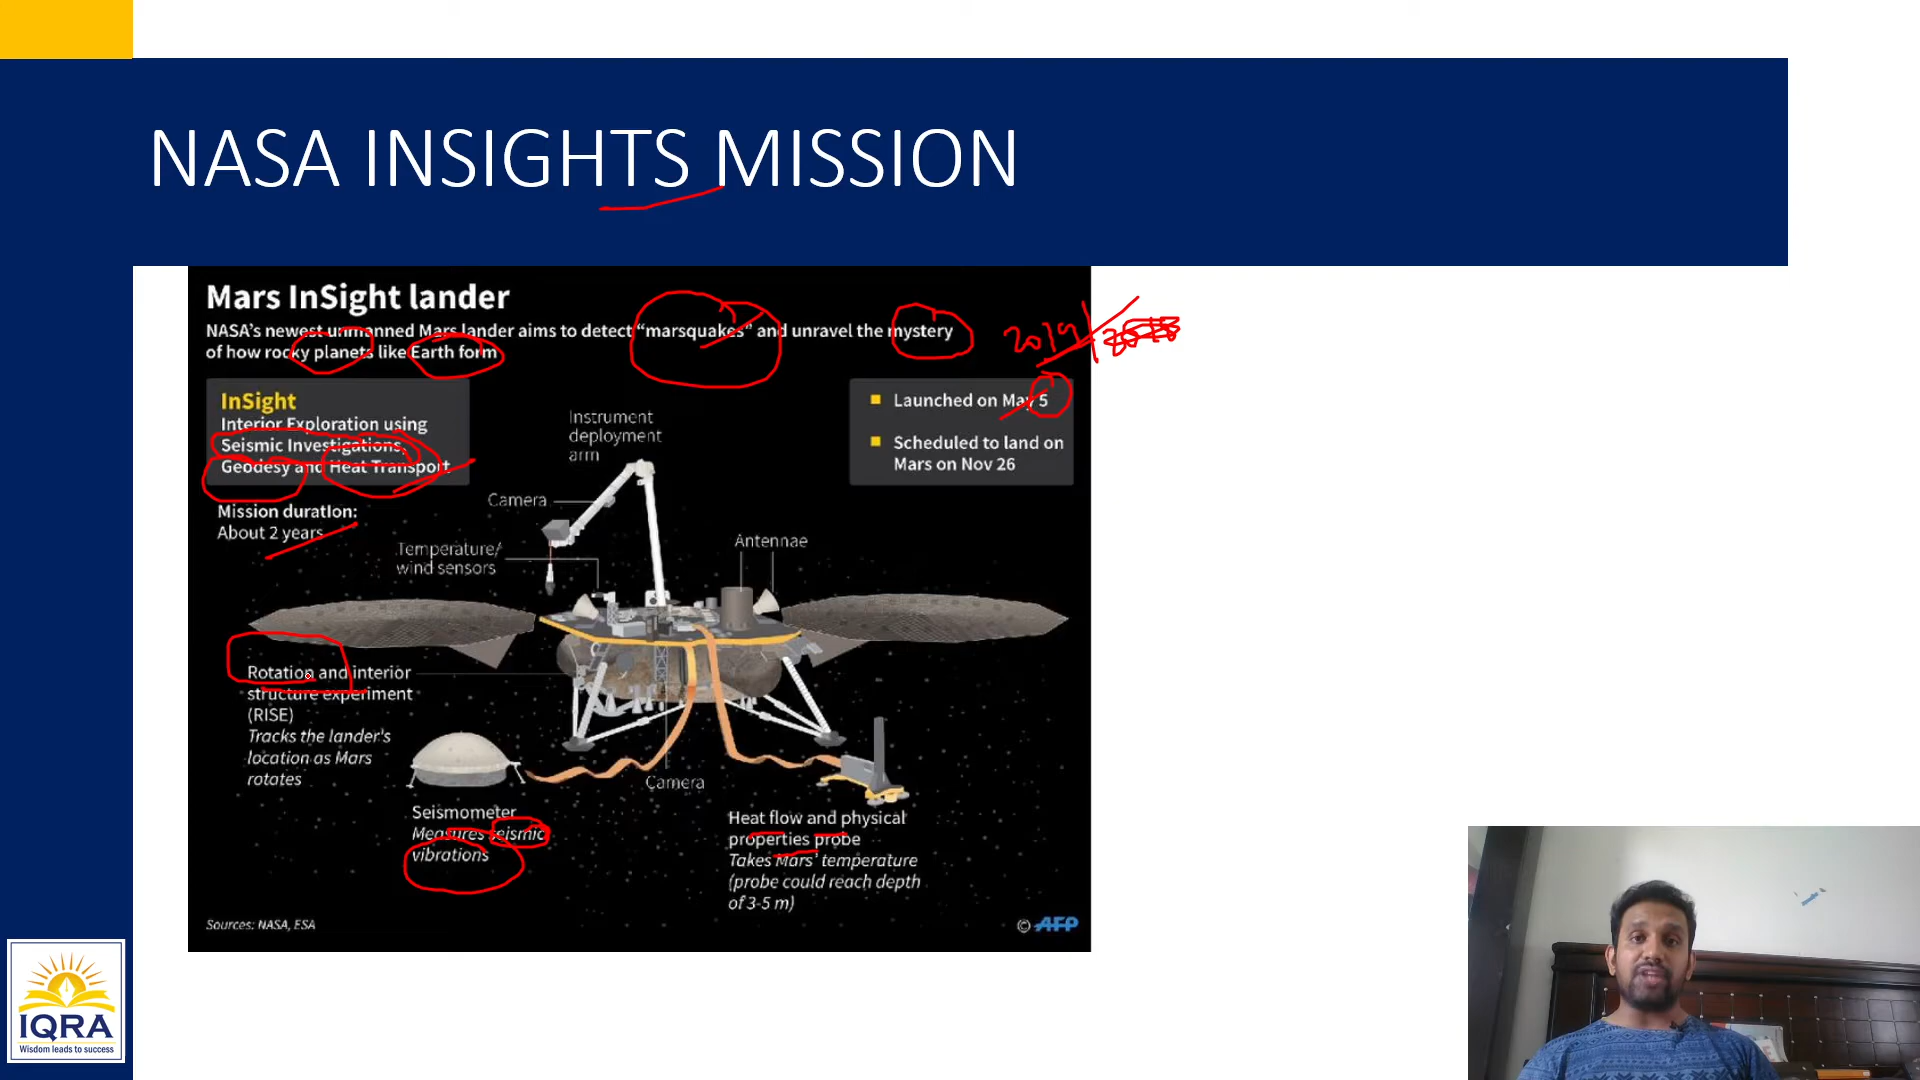 NASA INSIGHTS MISSION
Mars InSight lander
NASA's newest unmanned Mars lander aims to detect "marsquakes" and unravel the mystery
of how rocky planets like Earth form
2019/
InSight
Interior Exploration using
Seismic Investigations,
Geodesy and Heat Transport
Launched on May 5
Scheduled to land on
Mars on Nov 26
Mission duration:
About 2 years
Instrument
deployment
arm
Camera
Temperature/
wind sensors
Antennae
Rotation and interior
structure experiment
(RISE)
Tracks the lander's
location as Mars
rotates
Camera
Seismometer
Measures seismic
vibrations
Heat flow and physical
properties probe
Takes Mars' temperature
(probe could reach depth
of 3-5 m)
Sources: NASA, ESA
© AFP
IQRA
Wisdom leads to success